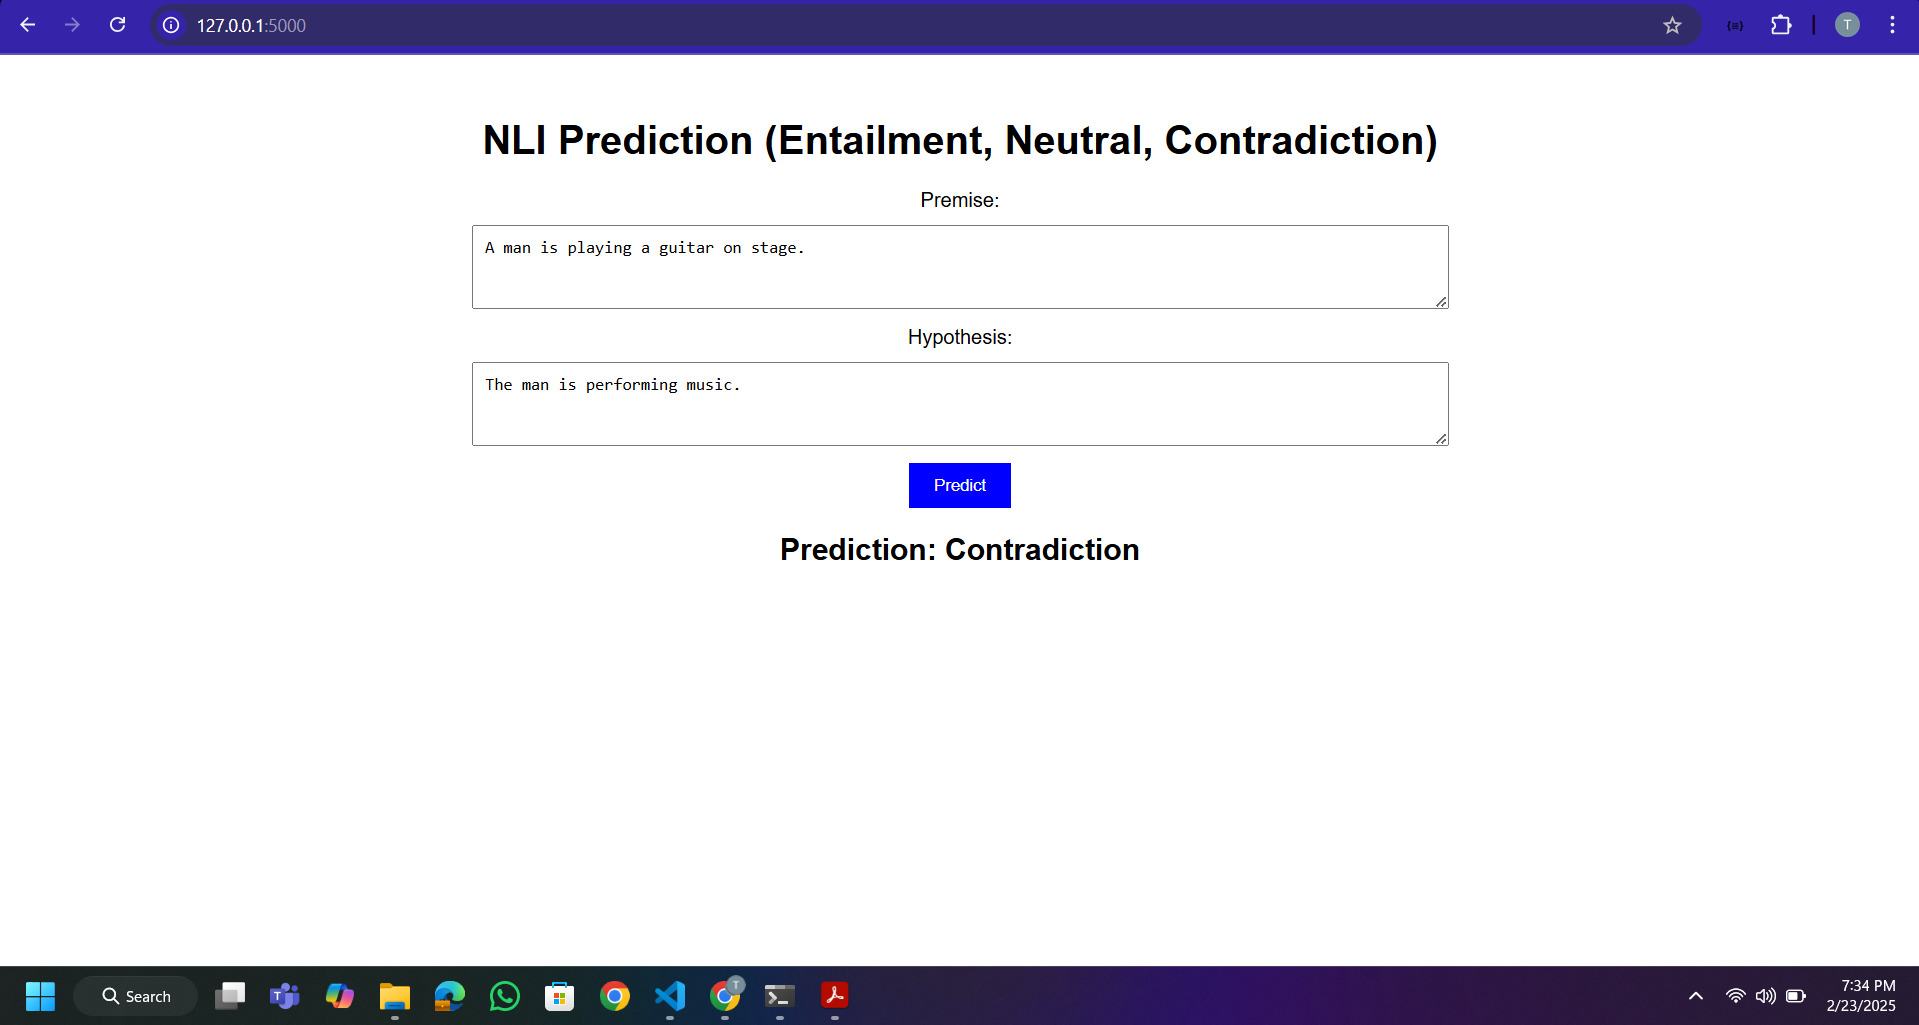 127.0.0.1:5000
T
NLI Prediction (Entailment, Neutral, Contradiction)
Premise:
A man is playing a guitar on stage.
Hypothesis:
The man is performing music.
Predict
Prediction: Contradiction
Search
T
T
7:34 PM
2/23/2025